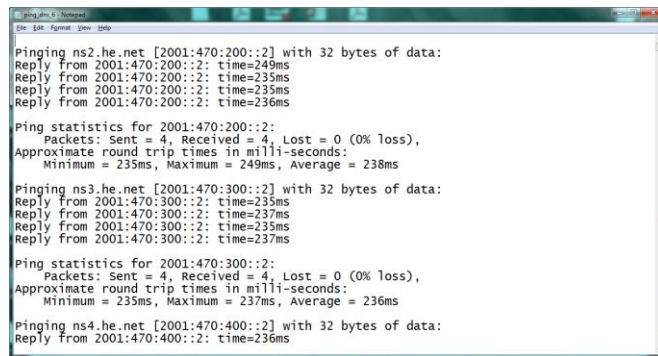 ping_dns_6 - Notepad
File Edit Format View Help
Pinging ns2.he.net [2001:470:200::2] with 32 bytes of data:
Reply from 2001:470:200::2: time=249ms
Reply from 2001:470:200::2: time=235ms
Reply from 2001:470:200::2: time=235ms
Reply from 2001:470:200::2: time=236ms
Ping statistics for 2001:470:200::2:
Packets: Sent = 4, Received = 4, Lost = 0 (0% loss),
Approximate round trip times in milli-seconds:
Minimum = 235ms, Maximum = 249ms, Average = 238ms
Pinging ns3.he.net [2001:470:300::2] with 32 bytes of data:
Reply from 2001:470:300::2: time=235ms
Reply from 2001:470:300::2: time=237ms
Reply from 2001:470:300::2: time=235ms
Reply from 2001:470:300::2: time=237ms
Ping statistics for 2001:470:300::2:
Packets: Sent = 4, Received = 4, Lost = 0 (0% loss),
Approximate round trip times in milli-seconds:
Minimum = 235ms, Maximum = 237ms, Average = 236ms
Pinging ns4.he.net [2001:470:400::2] with 32 bytes of data:
Reply from 2001:470:400::2: time=236ms